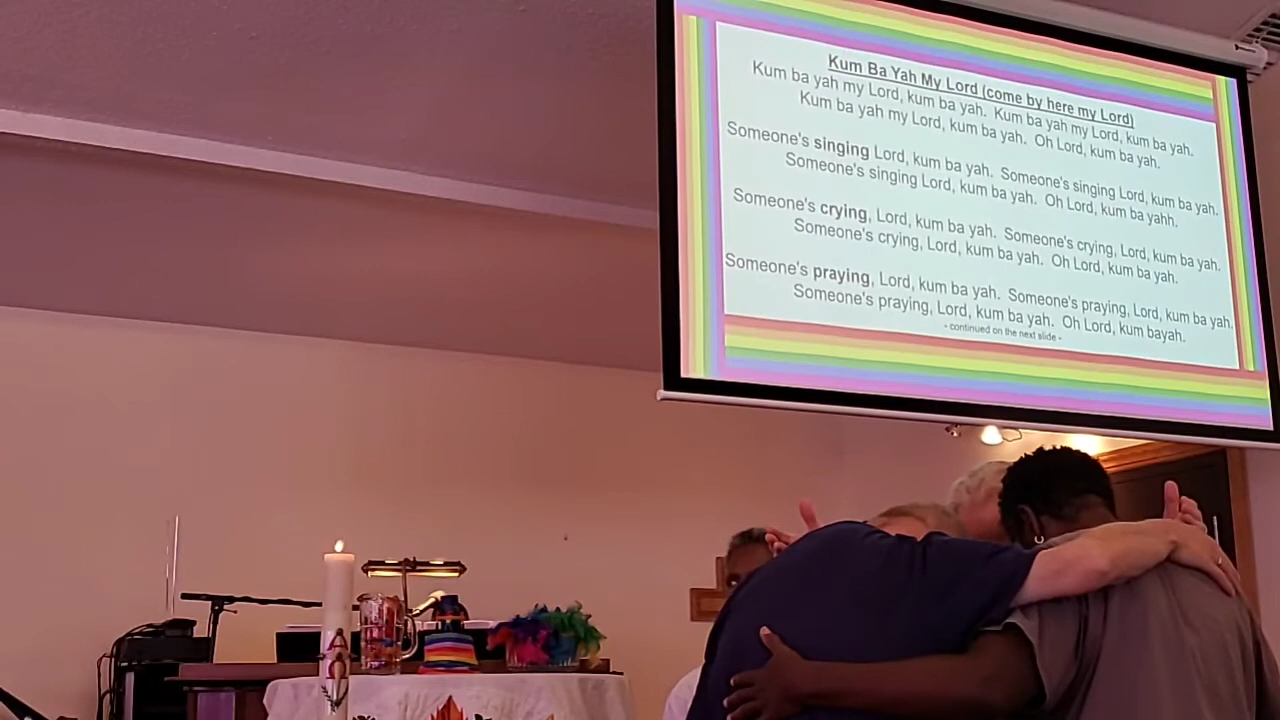 Kum Ba Yah My Lord (come by here my Lord)
Kum ba yah my Lord, kum ba yah. Kum ba yah my Lord, kum ba yah.
Kum ba yah my Lord, kum ba yah. Oh Lord, kum ba yah.
Someone's singing Lord, kum ba yah. Someone's singing Lord, kum ba yah.
Someone's singing Lord, kum ba yah. Oh Lord, kum ba yahh.
Someone's crying, Lord, kum ba yah. Someone's crying, Lord, kum ba yah.
Someone's crying, Lord, kum ba yah. Oh Lord, kum ba yah.
Someone's praying, Lord, kum ba yah. Someone's praying, Lord, kum ba yah.
Someone's praying, Lord, kum ba yah. Oh Lord, kum bayah.
- continued on the next slide -